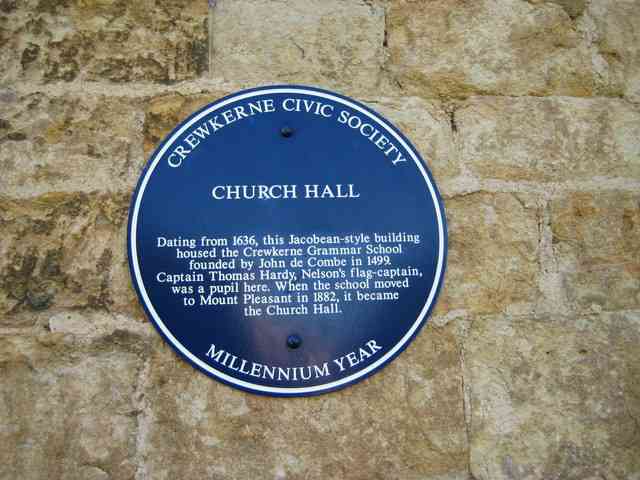 CREWKERNE CIVIC SOCIETY
CHURCH HALL
Dating from 1636, this Jacobean-style building
housed the Crewkerne Grammar School
founded by John de Combe in 1499.
Captain Thomas Hardy, Nelson's flag-captain,
was a pupil here. When the school moved
to Mount Pleasant in 1882, it became
the Church Hall.
MILLENNIUM YEAR